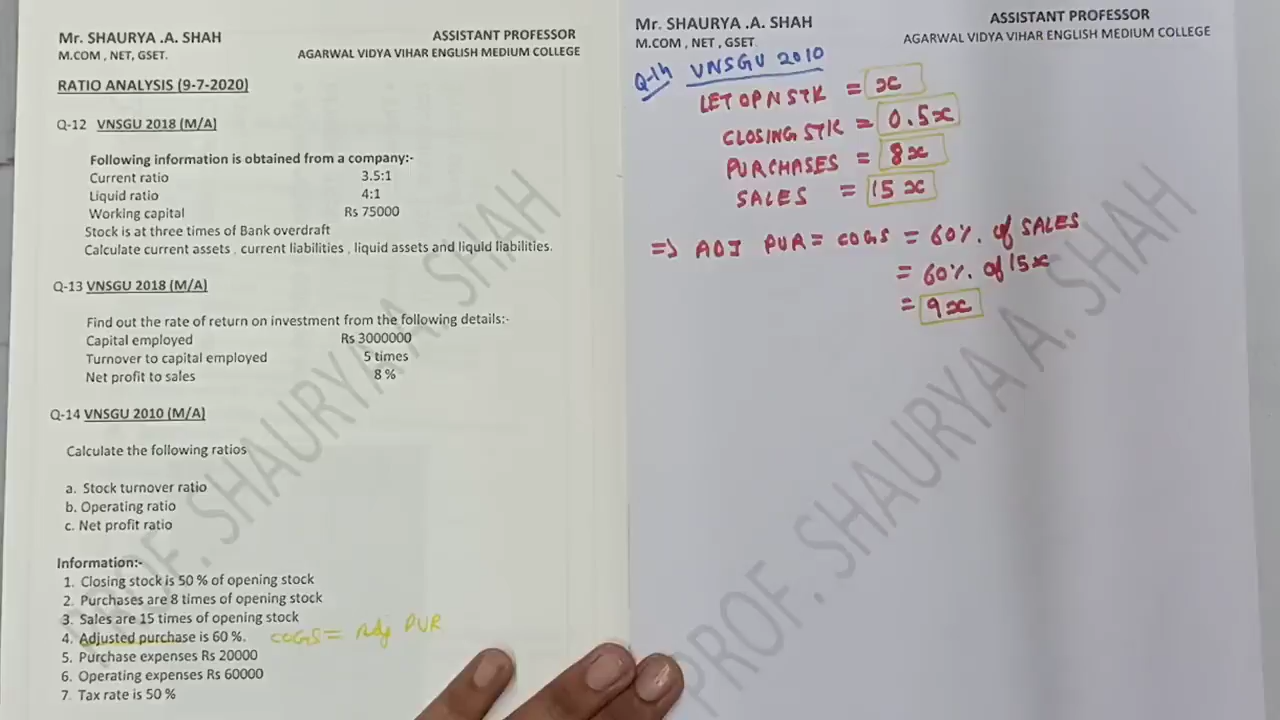 Mr. SHAURYA .A. SHAH
ASSISTANT PROFESSOR
M.COM , NET, GSET.
AGARWAL VIDYA VIHAR ENGLISH MEDIUM COLLEGE
RATIO ANALYSIS (9-7-2020)
Q-12 VNSGU 2018 (M/A)
Following information is obtained from a company:-
Current ratio 3.5:1
Liquid ratio 4:1
Working capital Rs 75000
Stock is at three times of Bank overdraft
Calculate current assets , current liabilities , liquid assets and liquid liabilities.
Q-13 VNSGU 2018 (M/A)
Find out the rate of return on investment from the following details:-
Capital employed Rs 3000000
Turnover to capital employed 5 times
Net profit to sales 8 %
Q-14 VNSGU 2010 (M/A)
Calculate the following ratios
a. Stock turnover ratio
b. Operating ratio
c. Net profit ratio
Information:-
1. Closing stock is 50 % of opening stock
2. Purchases are 8 times of opening stock
3. Sales are 15 times of opening stock
4. Adjusted purchase is 60 %. COGS = Adj PUR
5. Purchase expenses Rs 20000
6. Operating expenses Rs 60000
7. Tax rate is 50 %
PROF. SHAURYA A. SHAH
Mr. SHAURYA .A. SHAH
ASSISTANT PROFESSOR
M.COM , NET , GSET.
AGARWAL VIDYA VIHAR ENGLISH MEDIUM COLLEGE
Q-14 VNSGU 2010
LET OPN STK = x
CLOSING STK = 0.5x
PURCHASES = 8x
SALES = 15x
=> ADJ PUR = COGS = 60%. of SALES
= 60%. of 15x
= 9x
PROF. SHAURYA A. SHAH